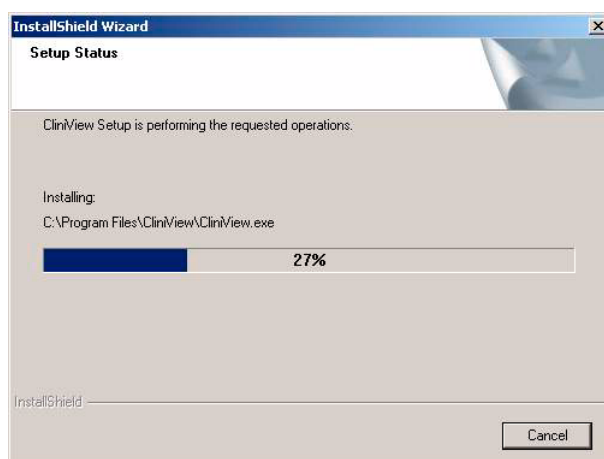 InstallShield Wizard
Setup Status
CliniView Setup is performing the requested operations.
Installing:
C:\Program Files\CliniView\CliniView.exe
27%
InstallShield
Cancel